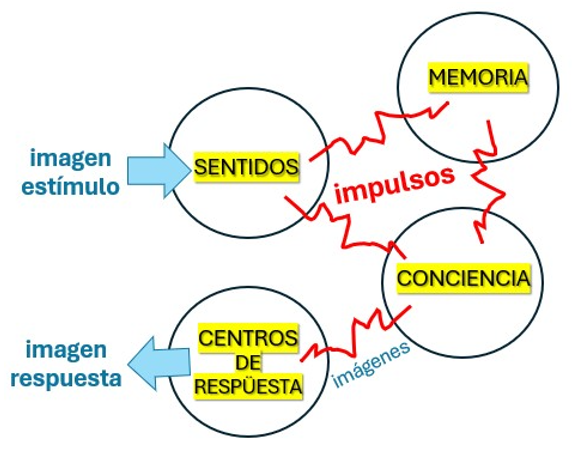 MEMORIA
imagen
estímulo
SENTIDOS
impulsos
CONCIENCIA
imagen
respuesta
CENTROS
DE
RESPÜESTA
imágenes